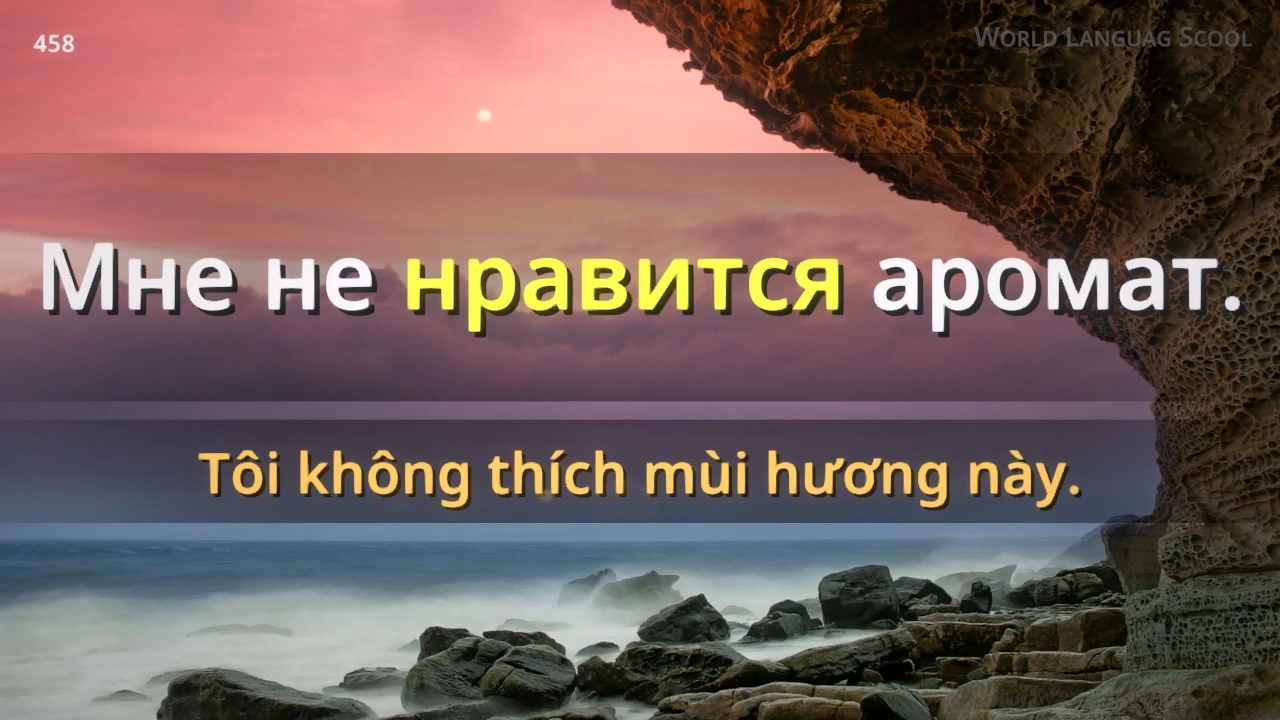 458
World Languag Scool
Мне не нравится аромат.
Tôi không thích mùi hương này.